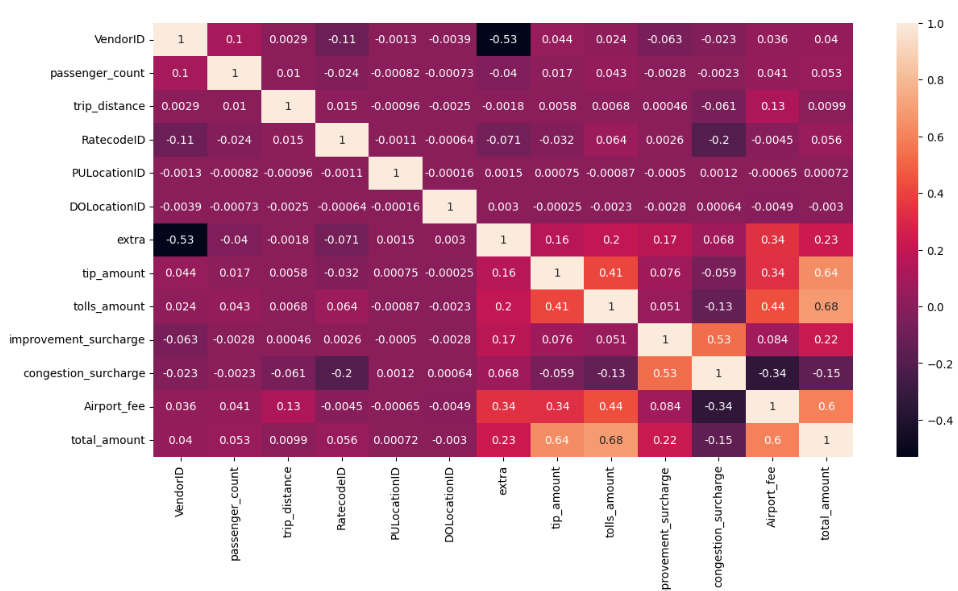 VendorID 1 0.1 0.0029 -0.11 -0.0013 -0.0039 -0.53 0.044 0.024 -0.063 -0.023 0.036 0.04
passenger_count 0.1 1 0.01 -0.024 -0.00082 -0.00073 -0.04 0.017 0.043 -0.0028 -0.0023 0.041 0.053
trip_distance 0.0029 0.01 1 0.015 -0.00096 -0.0025 -0.0018 0.0058 0.0068 0.00046 -0.061 0.13 0.0099
RatecodeID -0.11 -0.024 0.015 1 -0.0011 -0.00064 -0.071 -0.032 0.064 0.0026 -0.2 -0.0045 0.056
PULocationID -0.0013 -0.00082 -0.00096 -0.0011 1 -0.00016 0.0015 0.00075 -0.00087 -0.0005 0.0012 -0.00065 0.00072
DOLocationID -0.0039 -0.00073 -0.0025 -0.00064 -0.00016 1 0.003 -0.00025 -0.0023 -0.0028 0.00064 -0.0049 -0.003
extra -0.53 -0.04 -0.0018 -0.071 0.0015 0.003 1 0.16 0.2 0.17 0.068 0.34 0.23
tip_amount 0.044 0.017 0.0058 -0.032 0.00075 -0.00025 0.16 1 0.41 0.076 -0.059 0.34 0.64
tolls_amount 0.024 0.043 0.0068 0.064 -0.00087 -0.0023 0.2 0.41 1 0.051 -0.13 0.44 0.68
improvement_surcharge -0.063 -0.0028 0.00046 0.0026 -0.0005 -0.0028 0.17 0.076 0.051 1 0.53 0.084 0.22
congestion_surcharge -0.023 -0.0023 -0.061 -0.2 0.0012 0.00064 0.068 -0.059 -0.13 0.53 1 -0.34 -0.15
Airport_fee 0.036 0.041 0.13 -0.0045 -0.00065 -0.0049 0.34 0.34 0.44 0.084 -0.34 1 0.6
total_amount 0.04 0.053 0.0099 0.056 0.00072 -0.003 0.23 0.64 0.68 0.22 -0.15 0.6 1
VendorID
passenger_count
trip_distance
RatecodeID
PULocationID
DOLocationID
extra
tip_amount
tolls_amount
provement_surcharge
congestion_surcharge
Airport_fee
total_amount
1.0
0.8
0.6
0.4
0.2
0.0
−0.2
−0.4